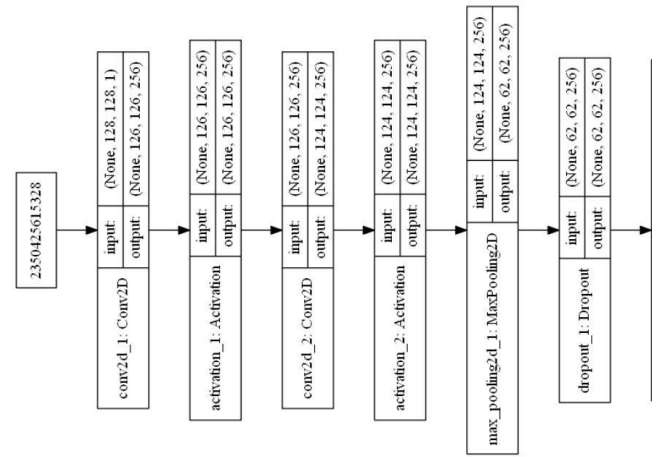 2350425615328
conv2d_1: Conv2D
input:
(None, 128, 128, 1)
output:
(None, 126, 126, 256)
activation_1: Activation
input:
(None, 126, 126, 256)
output:
(None, 126, 126, 256)
conv2d_2: Conv2D
input:
(None, 126, 126, 256)
output:
(None, 124, 124, 256)
activation_2: Activation
input:
(None, 124, 124, 256)
output:
(None, 124, 124, 256)
max_pooling2d_1: MaxPooling2D
input:
(None, 124, 124, 256)
output:
(None, 62, 62, 256)
dropout_1: Dropout
input:
(None, 62, 62, 256)
output:
(None, 62, 62, 256)